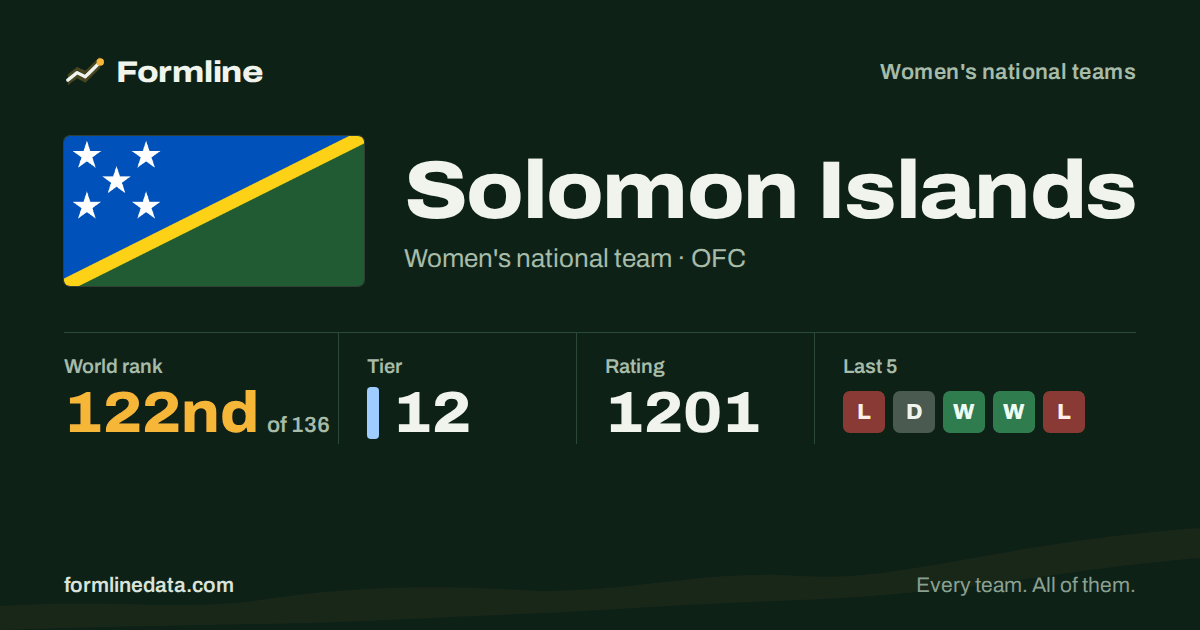 Formline
Women's national teams
Solomon Islands
Women's national team · OFC
World rank
122nd of 136
Tier
12
Rating
1201
Last 5
L D W W L
formlinedata.com
Every team. All of them.